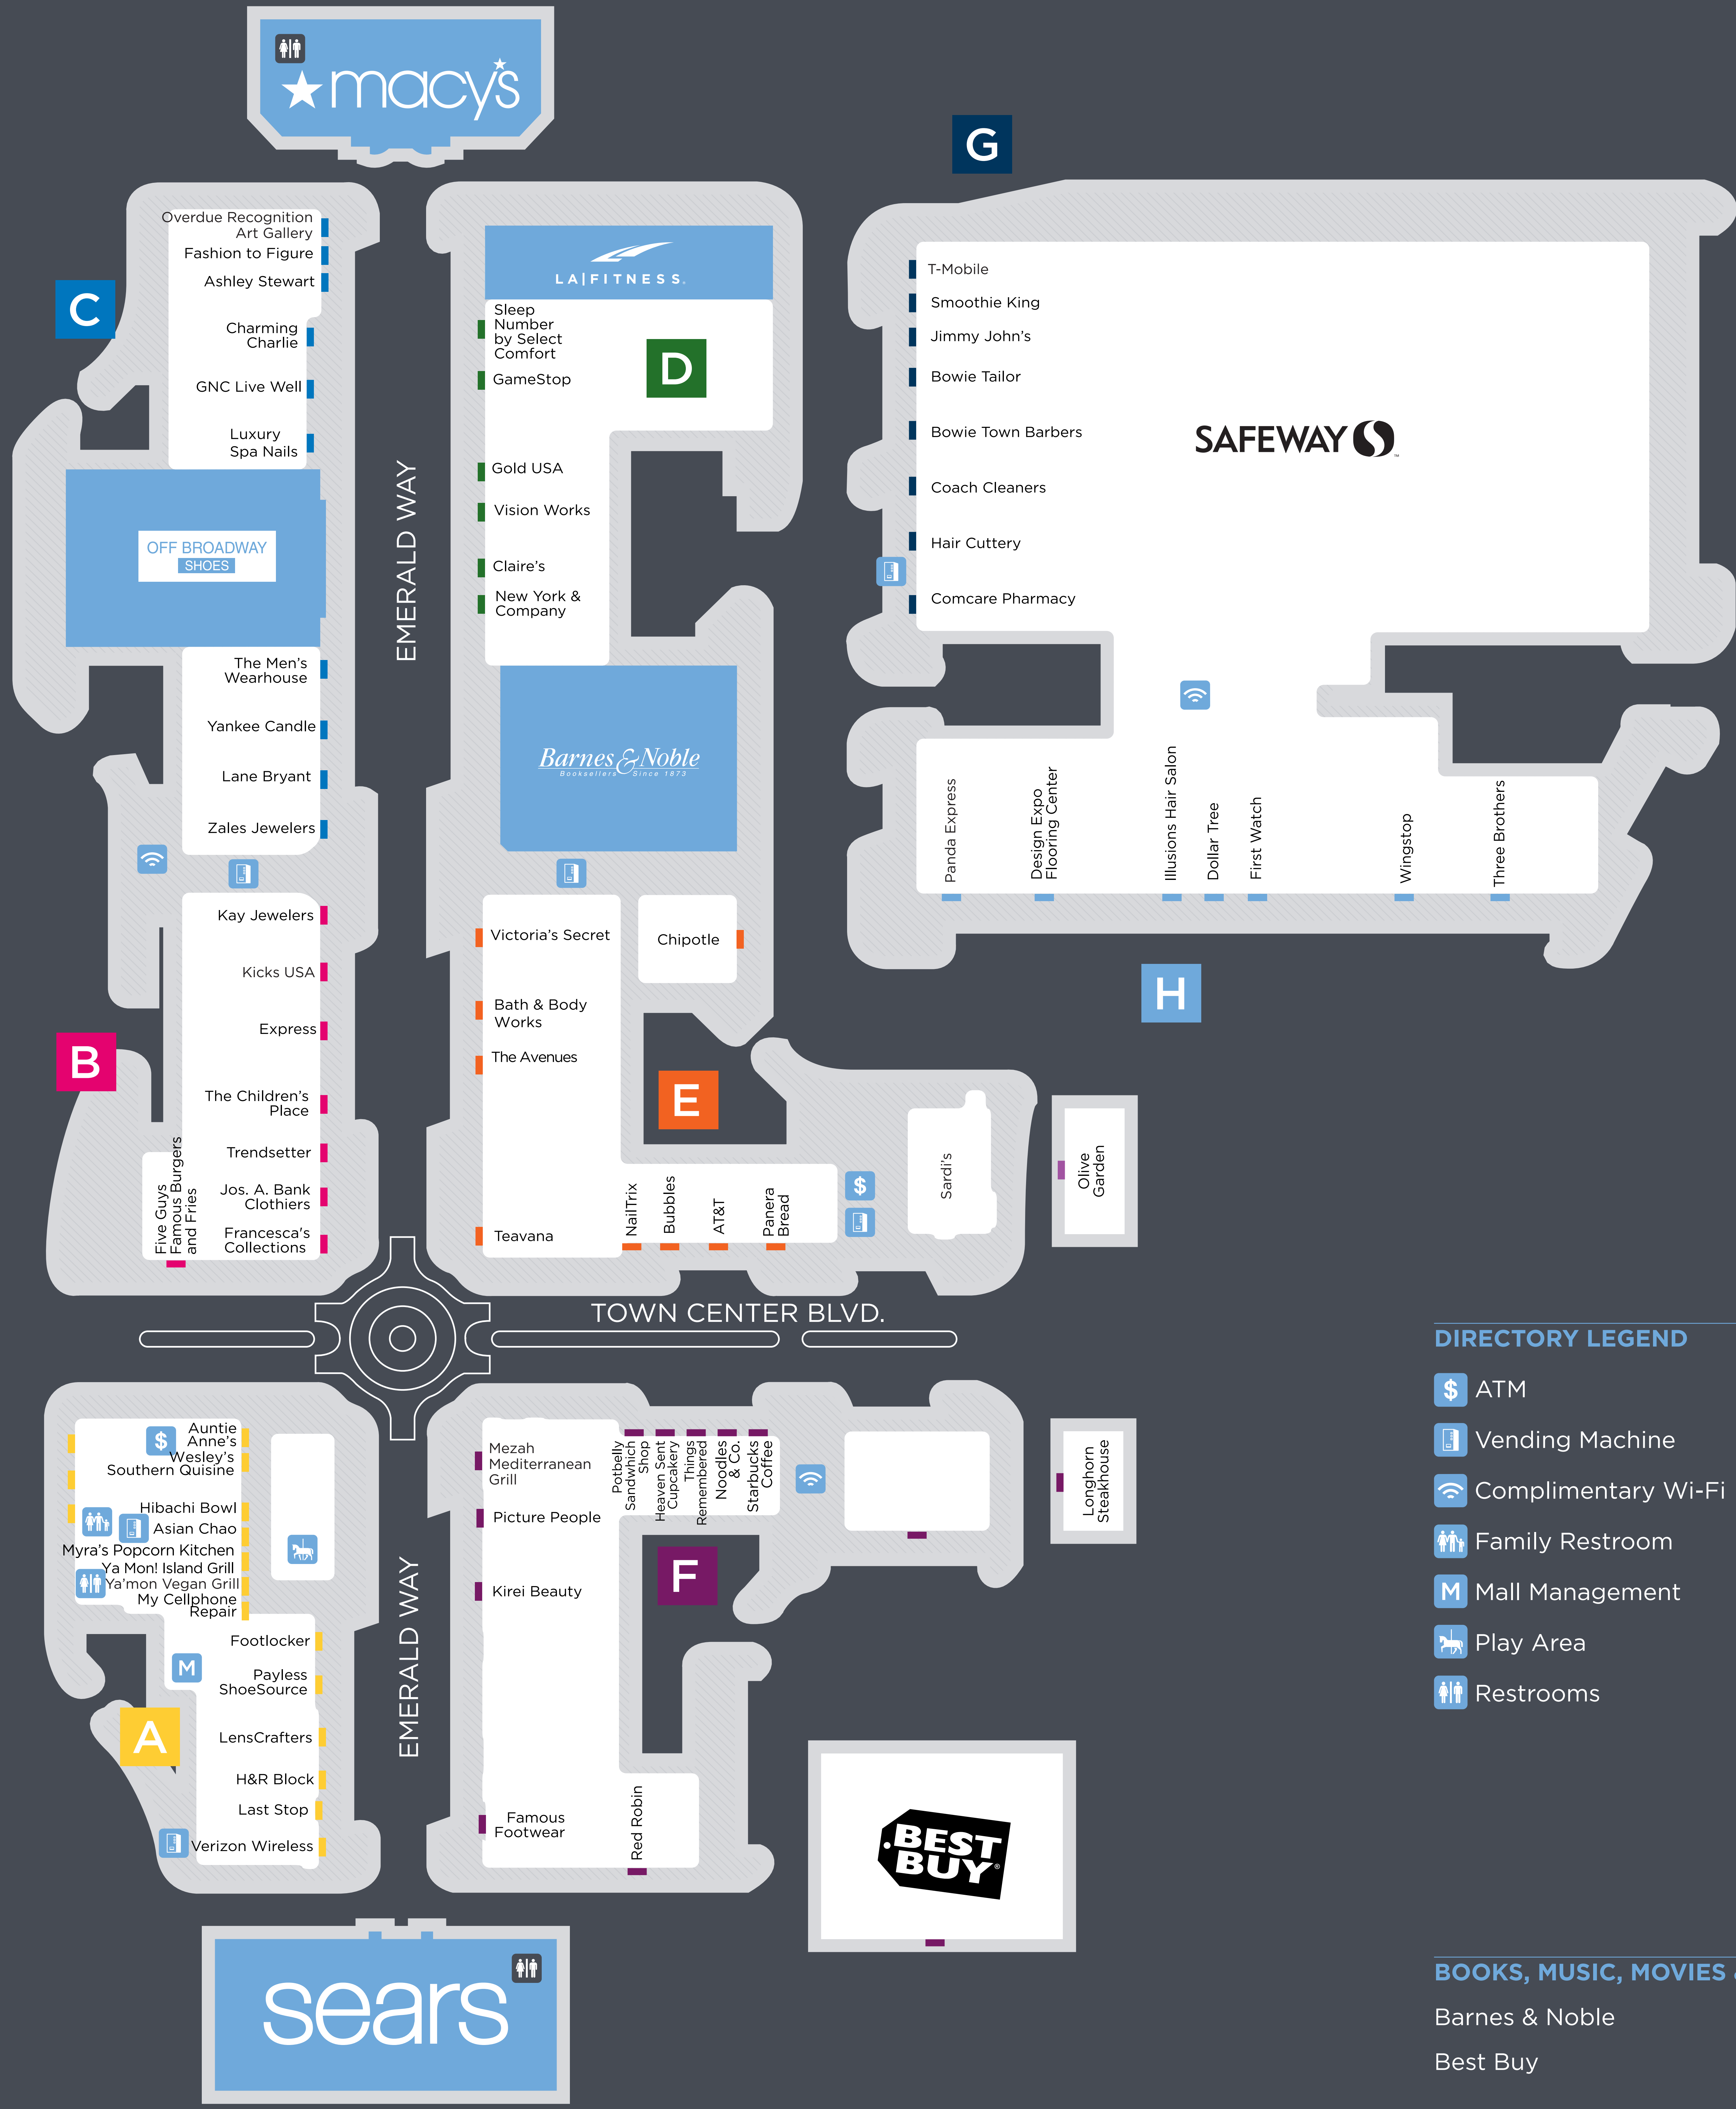 macy's
G
Overdue Recognition
Art Gallery
Fashion to Figure
Ashley Stewart
C
Charming
Charlie
GNC Live Well
Luxury
Spa Nails
OFF BROADWAY
SHOES
The Men's
Wearhouse
Yankee Candle
Lane Bryant
Zales Jewelers
EMERALD WAY
LA|FITNESS.
Sleep
Number
by Select
Comfort
D
GameStop
Gold USA
Vision Works
Claire's
New York &
Company
Barnes & Noble
Booksellers Since 1873
T-Mobile
Smoothie King
Jimmy John's
Bowie Tailor
Bowie Town Barbers
Coach Cleaners
Hair Cuttery
Comcare Pharmacy
SAFEWAY
TM
Panda Express
Design Expo
Flooring Center
Illusions Hair Salon
Dollar Tree
First Watch
Wingstop
Three Brothers
H
Kay Jewelers
Kicks USA
Express
B
The Children's
Place
Trendsetter
Jos. A. Bank
Clothiers
Francesca's
Collections
Five Guys
Famous Burgers
and Fries
Victoria's Secret
Chipotle
Bath & Body
Works
The Avenues
E
Teavana
NailTrix
Bubbles
AT&T
Panera
Bread
$
Sardi's
Olive
Garden
TOWN CENTER BLVD.
Auntie
Anne's
$
Wesley's
Southern Quisine
Hibachi Bowl
Asian Chao
Myra's Popcorn Kitchen
Ya Mon! Island Grill
Ya'mon Vegan Grill
My Cellphone
Repair
Footlocker
M
Payless
ShoeSource
A
LensCrafters
H&R Block
Last Stop
Verizon Wireless
EMERALD WAY
Mezah
Mediterranean
Grill
Picture People
Kirei Beauty
Famous
Footwear
Potbelly
Sandwhich
Shop
Heaven Sent
Cupcakery
Things
Remembered
Noodles
& Co.
Starbucks
Coffee
F
Red Robin
Longhorn
Steakhouse
BEST
BUY®
sears
DIRECTORY LEGEND
$ ATM
Vending Machine
Complimentary Wi-Fi
Family Restroom
M Mall Management
Play Area
Restrooms
BOOKS, MUSIC, MOVIES
Barnes & Noble
Best Buy